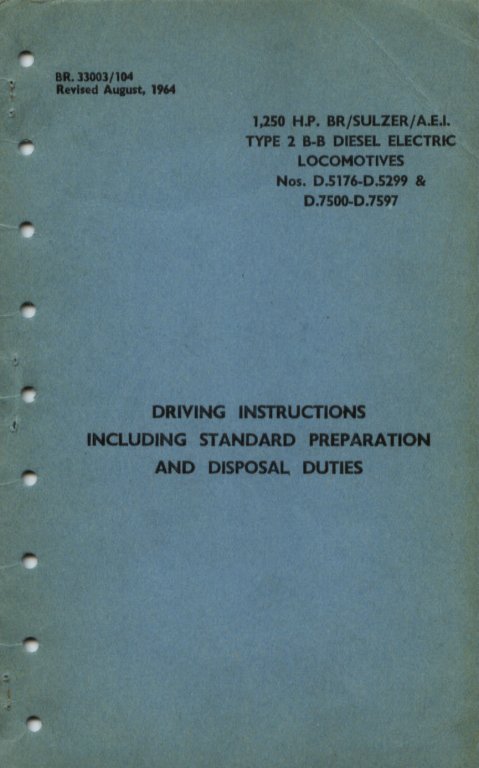 BR. 33003/104
Revised August, 1964
1,250 H.P. BR/SULZER/A.E.I.
TYPE 2 B-B DIESEL ELECTRIC
LOCOMOTIVES
Nos. D.5176-D.5299 &
D.7500-D.7597
DRIVING INSTRUCTIONS
INCLUDING STANDARD PREPARATION
AND DISPOSAL DUTIES